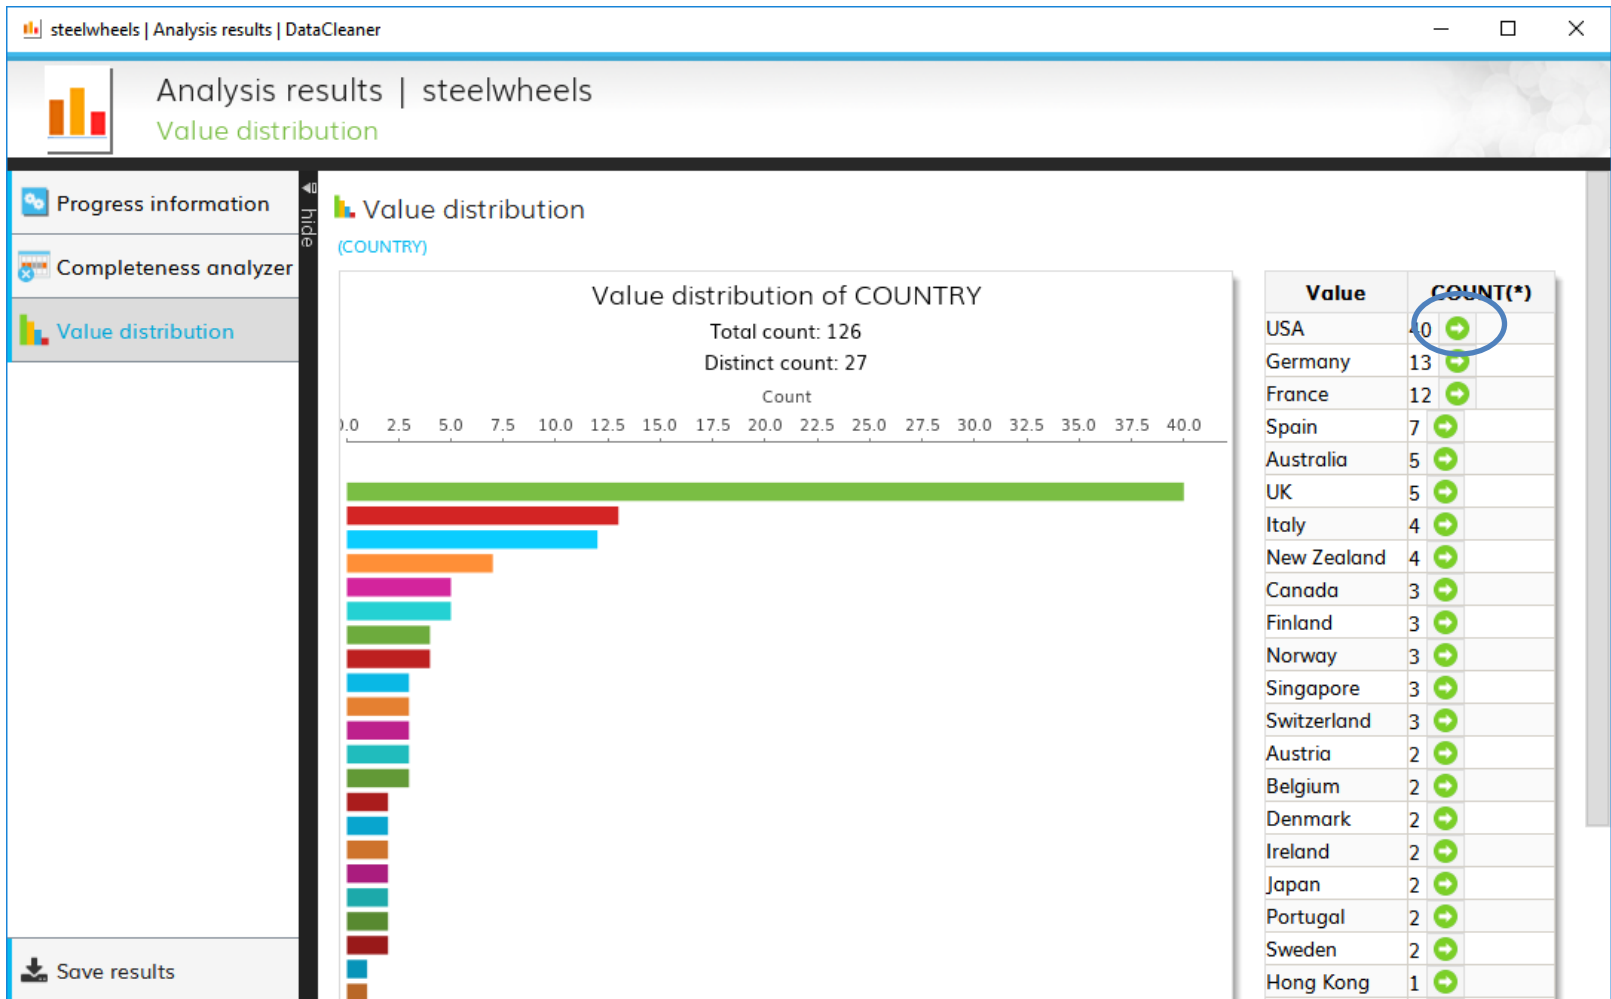 steelwheels | Analysis results | DataCleaner
Analysis results | steelwheels
Value distribution
Progress information
Completeness analyzer
Value distribution
Save results
hide
Value distribution
(COUNTRY)
Value distribution of COUNTRY
Total count: 126
Distinct count: 27
Count
0.0 2.5 5.0 7.5 10.0 12.5 15.0 17.5 20.0 22.5 25.0 27.5 30.0 32.5 35.0 37.5 40.0
Value COUNT(*)
USA 40
Germany 13
France 12
Spain 7
Australia 5
UK 5
Italy 4
New Zealand 4
Canada 3
Finland 3
Norway 3
Singapore 3
Switzerland 3
Austria 2
Belgium 2
Denmark 2
Ireland 2
Japan 2
Portugal 2
Sweden 2
Hong Kong 1